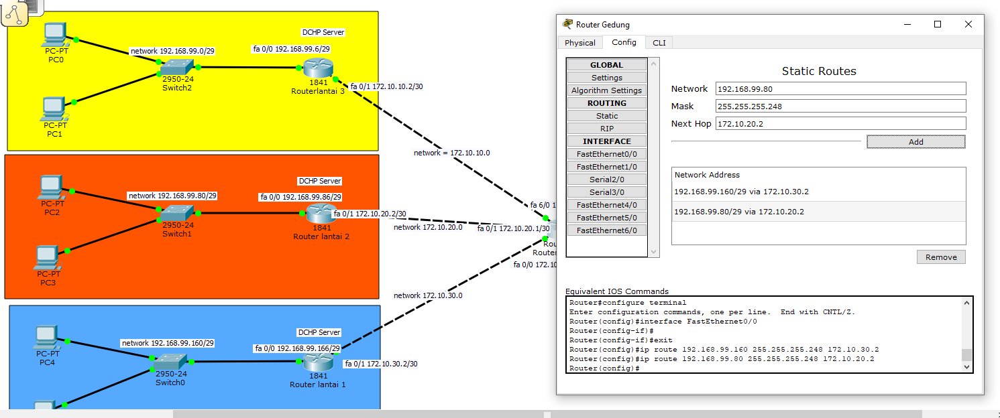 DCHP Server
fa 0/0 192.168.99.6/29
network 192.168.99.0/29
PC-PT
PC0
2950-24
Switch2
1841
Routerlantai 3
fa 0/1 172.10.10.2/30
PC-PT
PC1
network = 172.10.10.0
DCHP Server
network 192.168.99.80/29
fa 0/0 192.168.99.86/29
PC-PT
PC2
2950-24
Switch1
1841
Router lantai 2
fa 0/1 172.10.20.2/30
network 172.10.20.0
fa 6/0 1
fa 0/1 172.10.20.1/30
Rou
Router
fa 0/0 172.10
PC-PT
PC3
network 172.10.30.0
DCHP Server
network 192.168.99.160/29
fa 0/0 192.168.99.166/29
PC-PT
PC4
2950-24
Switch0
1841
Router lantai 1
fa 0/1 172.10.30.2/30
Router Gedung
Physical Config CLI
GLOBAL
Settings
Algorithm Settings
ROUTING
Static
RIP
INTERFACE
FastEthernet0/0
FastEthernet1/0
Serial2/0
Serial3/0
FastEthernet4/0
FastEthernet5/0
FastEthernet6/0
Static Routes
Network 192.168.99.80
Mask 255.255.255.248
Next Hop 172.10.20.2
Add
Network Address
192.168.99.160/29 via 172.10.30.2
192.168.99.80/29 via 172.10.20.2
Remove
Equivalent IOS Commands
Router#configure terminal
Enter configuration commands, one per line. End with CNTL/Z.
Router(config)#interface FastEthernet0/0
Router(config-if)#
Router(config-if)#exit
Router(config)#ip route 192.168.99.160 255.255.255.248 172.10.30.2
Router(config)#ip route 192.168.99.80 255.255.255.248 172.10.20.2
Router(config)#